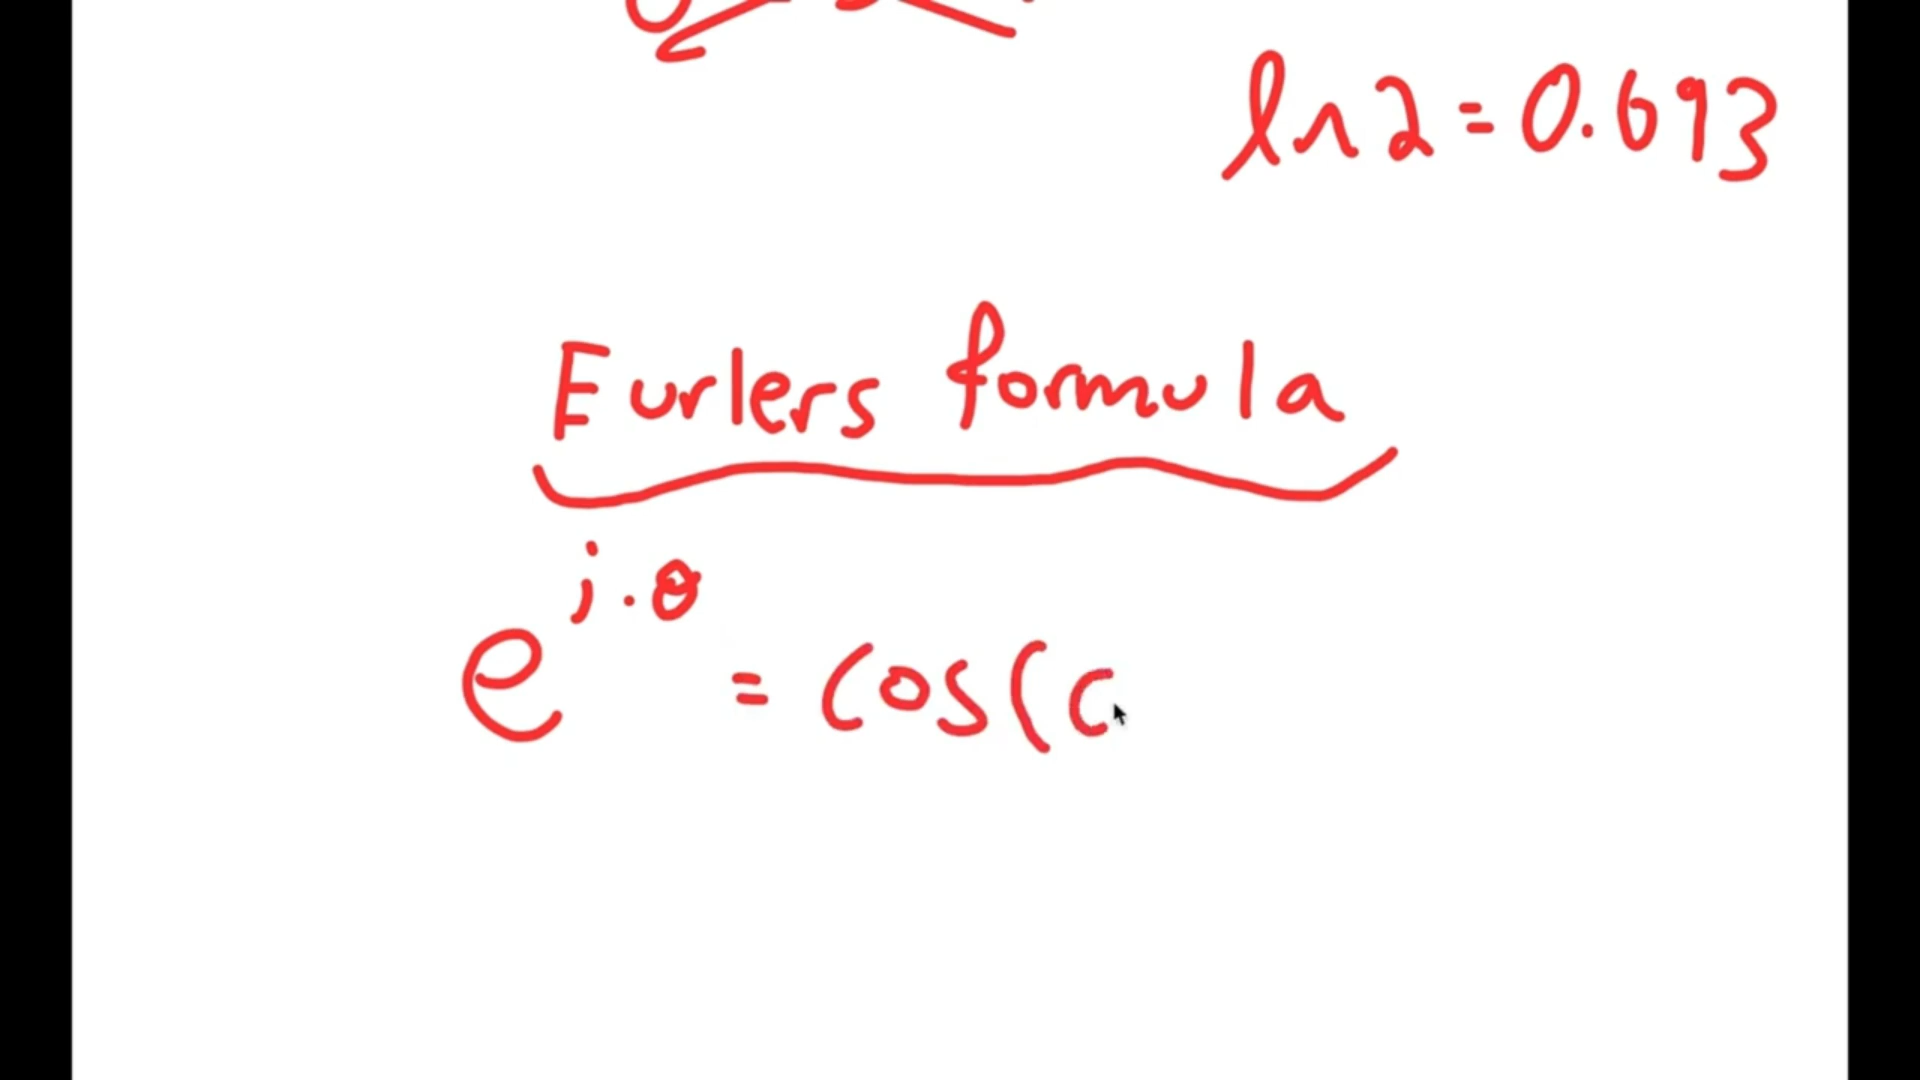 ln2=0.693
Eurlers formula
e^j.θ = cos(